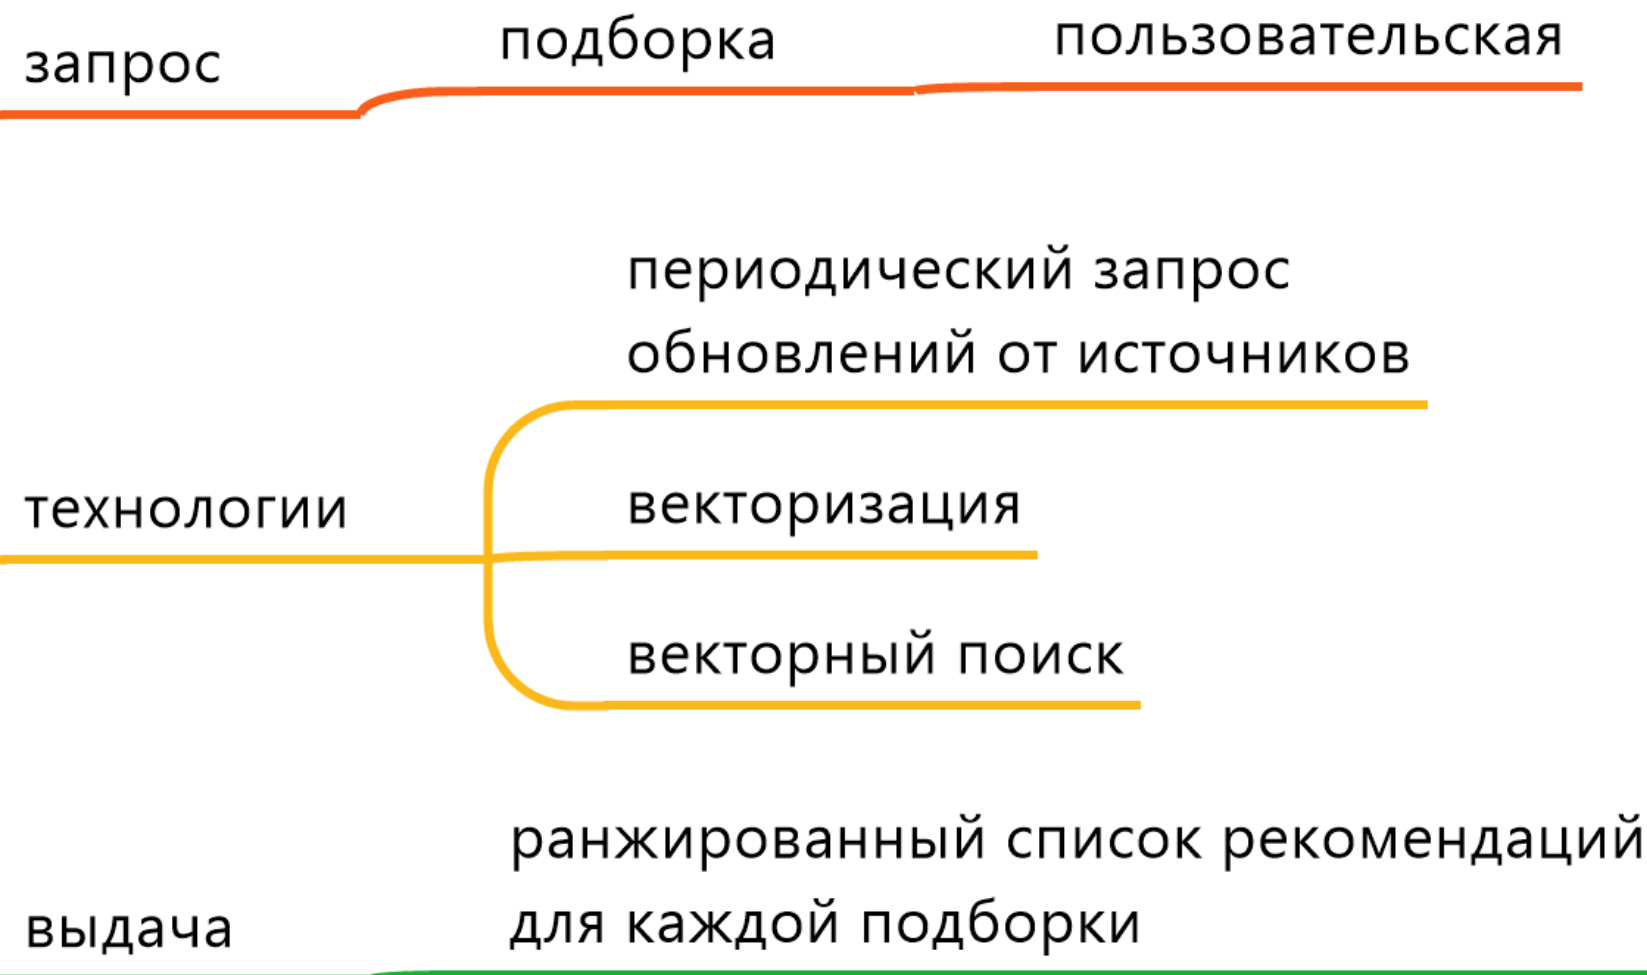 запрос
подборка
пользовательская
технологии
периодический запрос
обновлений от источников
векторизация
векторный поиск
выдача
ранжированный список рекомендаций
для каждой подборки